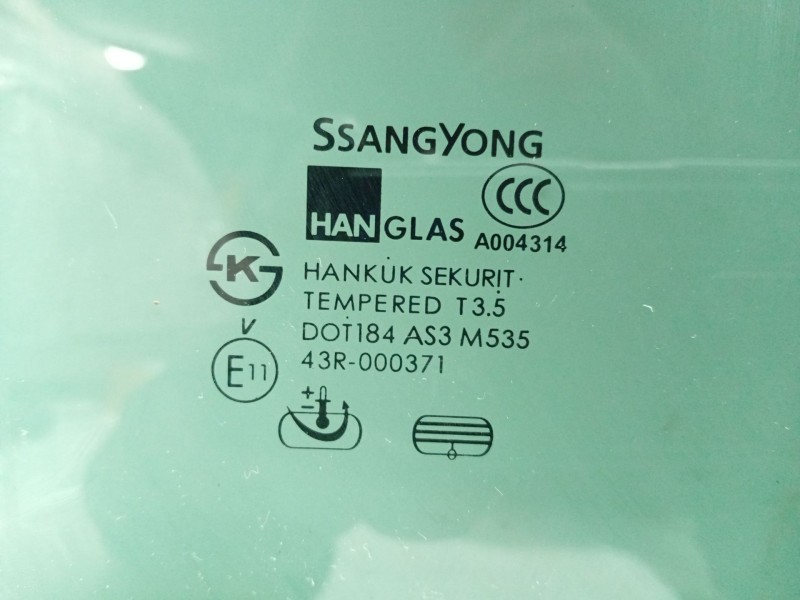 SSANGYONG
CCC
HANGLAS
A004314
K
HANKUK SEKURIT
TEMPERED T3.5
V
DOT184 AS3 M535
E11
43R-000371
+
−